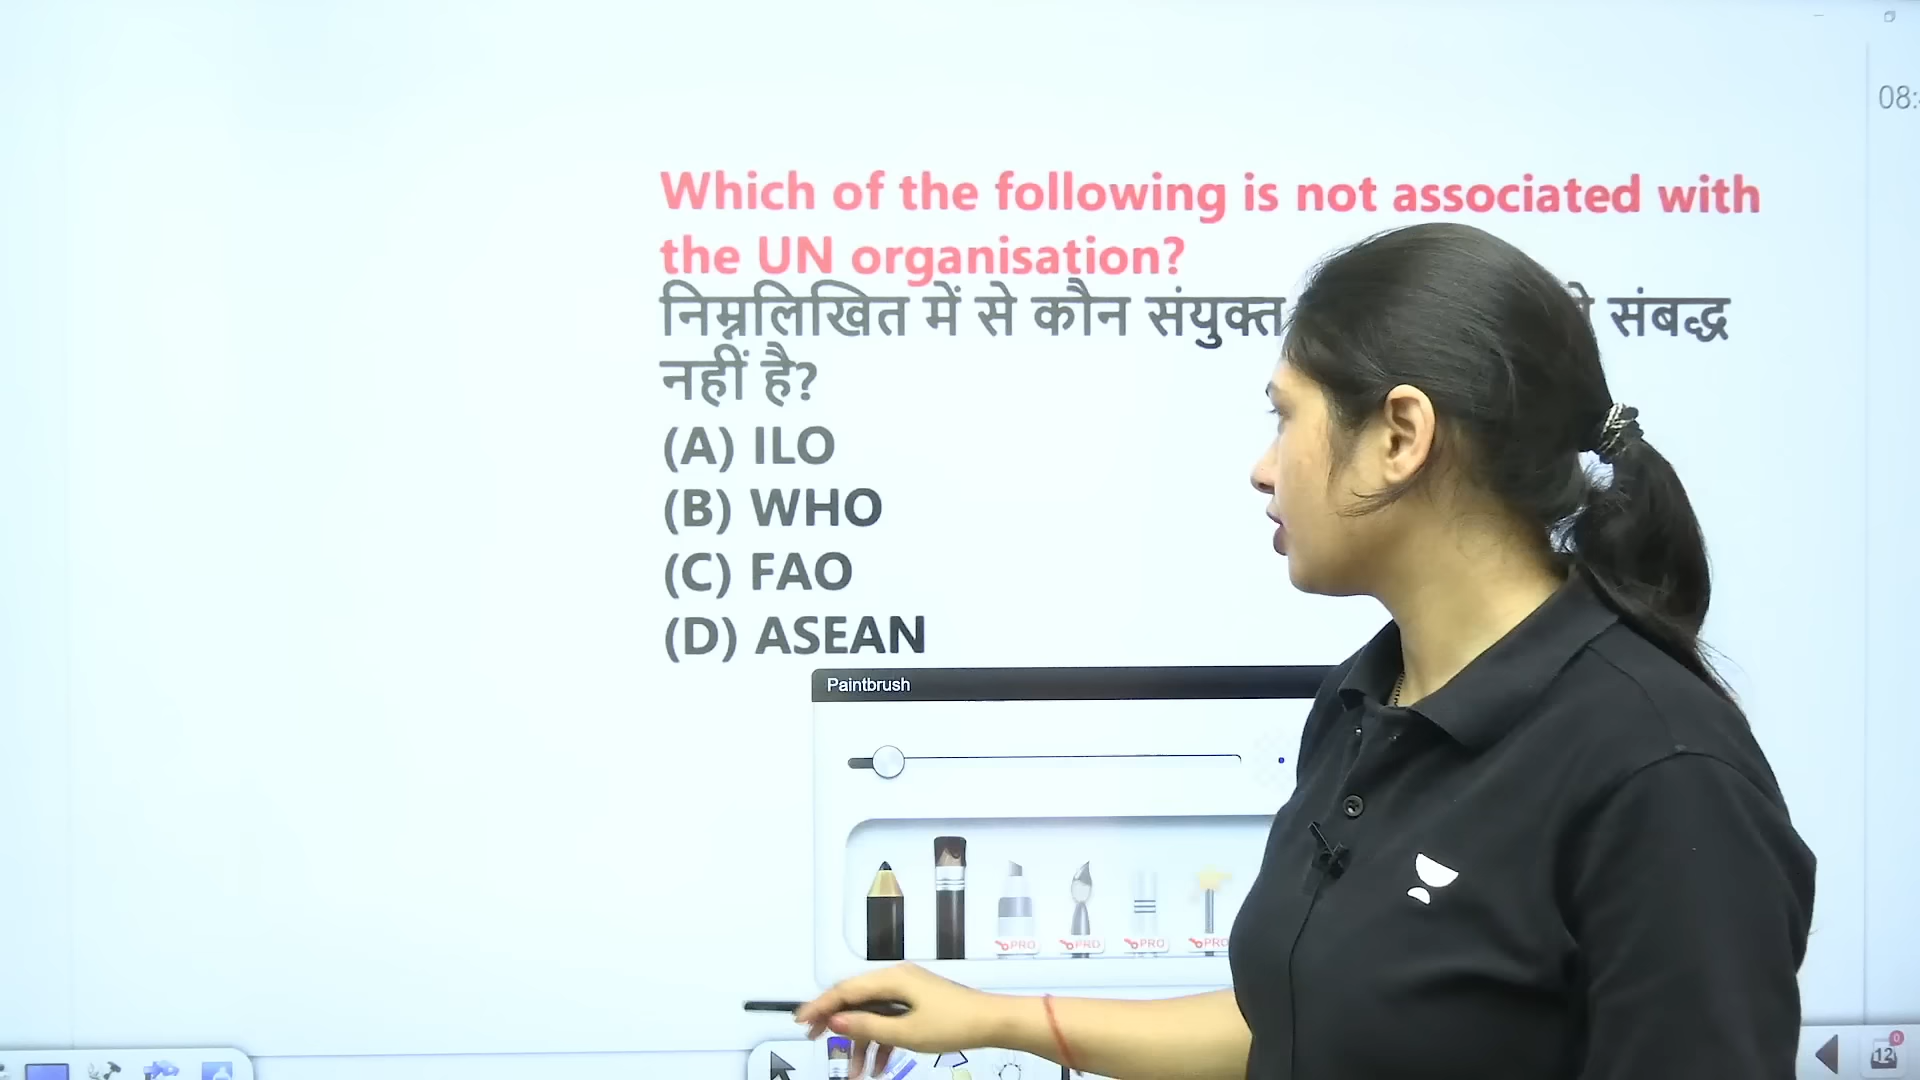 08:
Which of the following is not associated with
the UN organisation?
निम्नलिखित में से कौन संयुक्त संबद्ध
नहीं है?
(A) ILO
(B) WHO
(C) FAO
(D) ASEAN
Paintbrush
PRO PRO PRO PRO
0
12